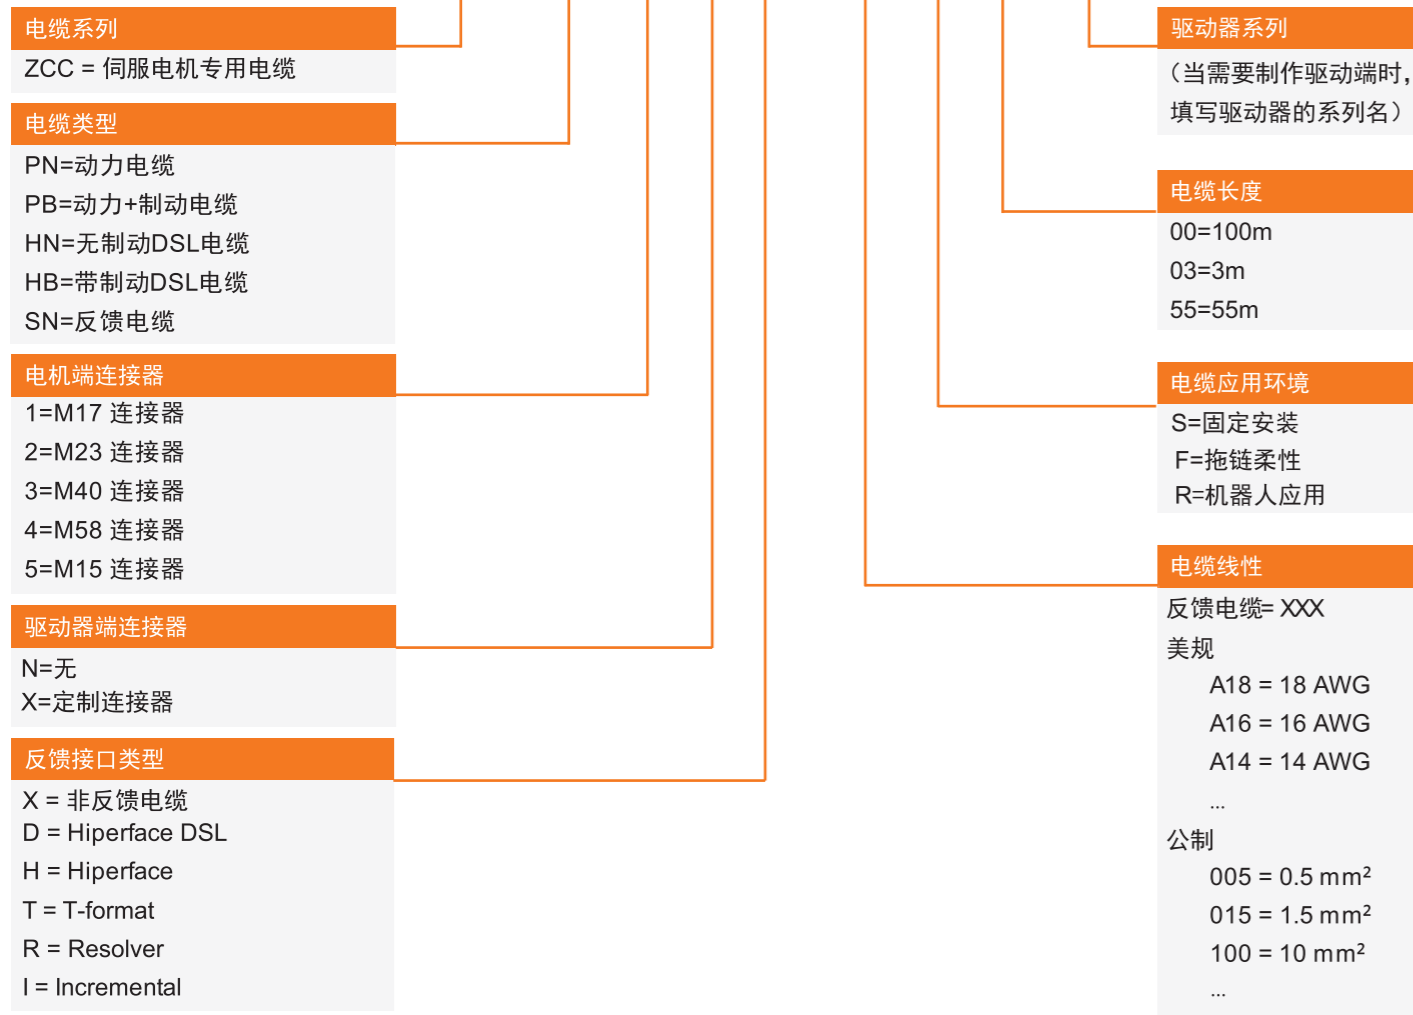 电缆系列
ZCC = 伺服电机专用电缆
电缆类型
PN=动力电缆
PB=动力+制动电缆
HN=无制动DSL电缆
HB=带制动DSL电缆
SN=反馈电缆
电机端连接器
1=M17 连接器
2=M23 连接器
3=M40 连接器
4=M58 连接器
5=M15 连接器
驱动器端连接器
N=无
X=定制连接器
反馈接口类型
X = 非反馈电缆
D = Hiperface DSL
H = Hiperface
T = T-format
R = Resolver
I = Incremental
驱动器系列
（当需要制作驱动端时，
填写驱动器的系列名）
电缆长度
00=100m
03=3m
55=55m
电缆应用环境
S=固定安装
F=拖链柔性
R=机器人应用
电缆线性
反馈电缆= XXX
美规
A18 = 18 AWG
A16 = 16 AWG
A14 = 14 AWG
...
公制
005 = 0.5 mm²
015 = 1.5 mm²
100 = 10 mm²
...